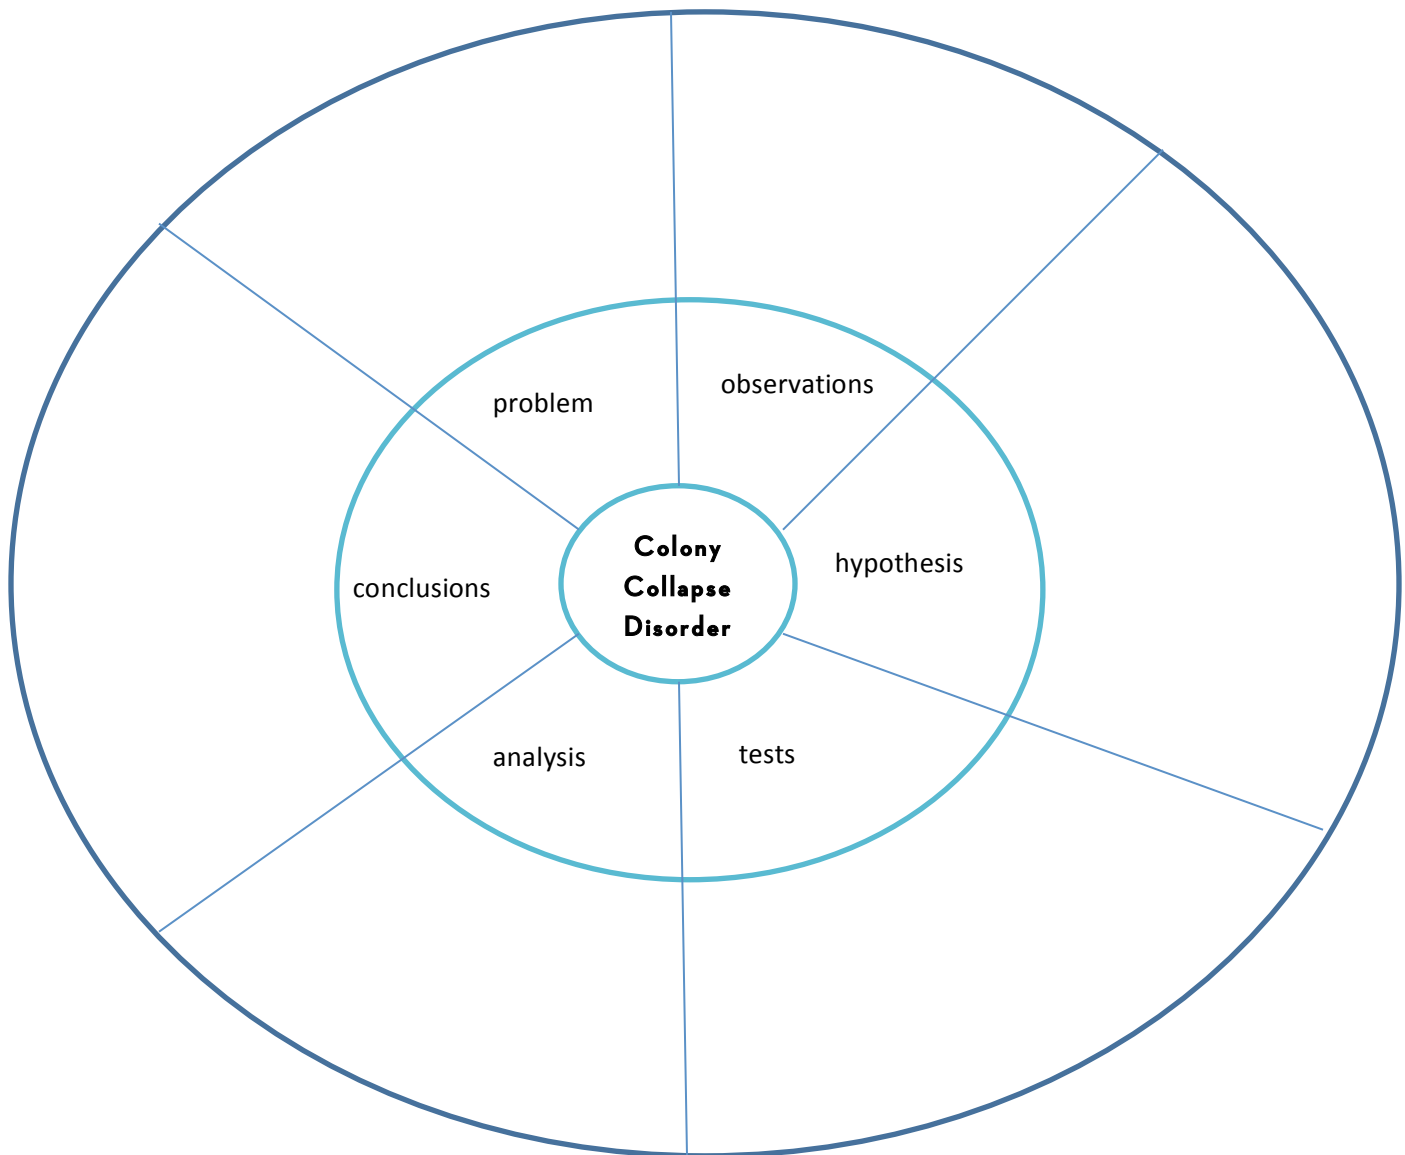 problem
observations
Colony
Collapse
Disorder
hypothesis
conclusions
analysis
tests